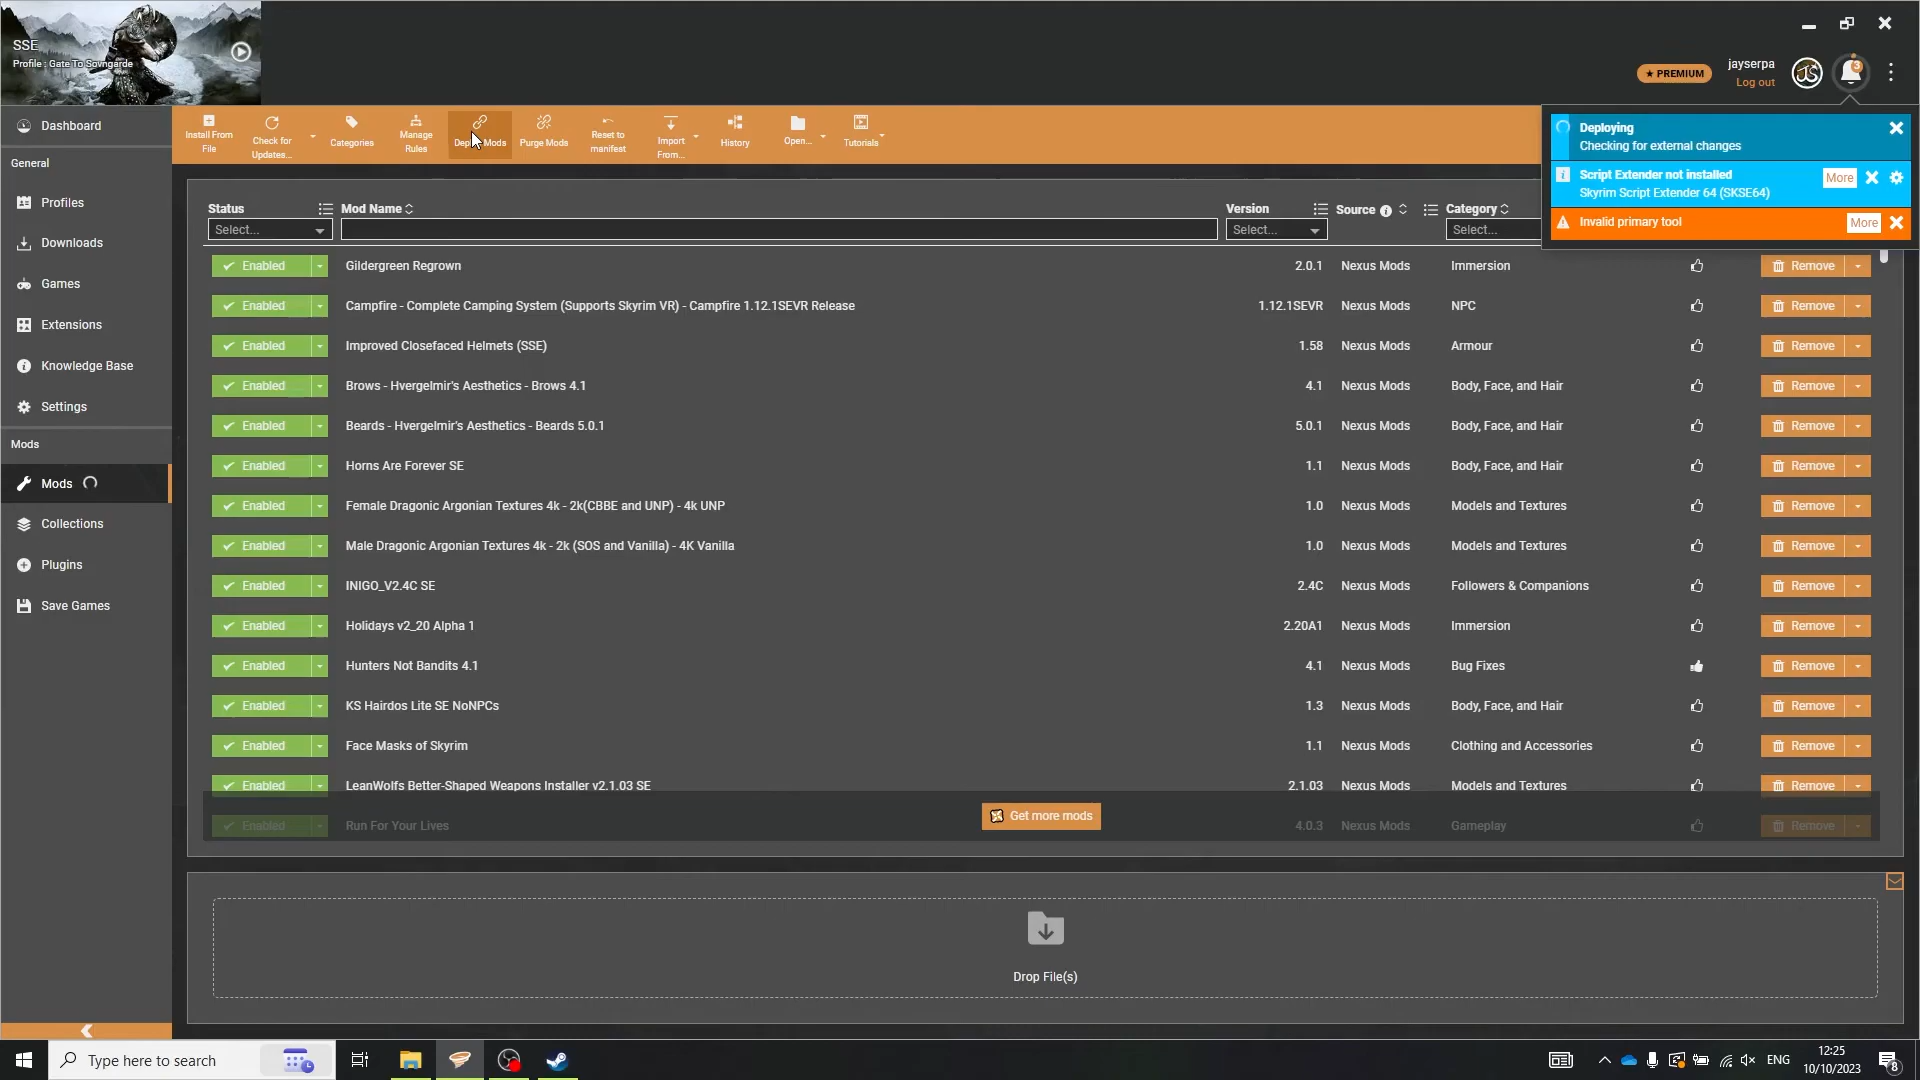 SSE
Profile : Gate To Sovngarde
PREMIUM
jayserpa
Log out
3
Dashboard
General
Profiles
Downloads
Games
Extensions
Knowledge Base
Settings
Mods
Mods
Collections
Plugins
Save Games
Install From File
Check for Updates...
Categories
Manage Rules
Deploy Mods
Purge Mods
Reset to manifest
Import From...
History
Open...
Tutorials
Deploying
Checking for external changes
Script Extender not installed
Skyrim Script Extender 64 (SKSE64)
More
Invalid primary tool
More
Status Mod Name Version Source Category
Select... Select... Select...
Enabled Gildergreen Regrown 2.0.1 Nexus Mods Immersion Remove
Enabled Campfire - Complete Camping System (Supports Skyrim VR) - Campfire 1.12.1SEVR Release 1.12.1SEVR Nexus Mods NPC Remove
Enabled Improved Closefaced Helmets (SSE) 1.58 Nexus Mods Armour Remove
Enabled Brows - Hvergelmir's Aesthetics - Brows 4.1 4.1 Nexus Mods Body, Face, and Hair Remove
Enabled Beards - Hvergelmir's Aesthetics - Beards 5.0.1 5.0.1 Nexus Mods Body, Face, and Hair Remove
Enabled Horns Are Forever SE 1.1 Nexus Mods Body, Face, and Hair Remove
Enabled Female Dragonic Argonian Textures 4k - 2k(CBBE and UNP) - 4k UNP 1.0 Nexus Mods Models and Textures Remove
Enabled Male Dragonic Argonian Textures 4k - 2k (SOS and Vanilla) - 4K Vanilla 1.0 Nexus Mods Models and Textures Remove
Enabled INIGO_V2.4C SE 2.4C Nexus Mods Followers & Companions Remove
Enabled Holidays v2_20 Alpha 1 2.20A1 Nexus Mods Immersion Remove
Enabled Hunters Not Bandits 4.1 4.1 Nexus Mods Bug Fixes Remove
Enabled KS Hairdos Lite SE NoNPCs 1.3 Nexus Mods Body, Face, and Hair Remove
Enabled Face Masks of Skyrim 1.1 Nexus Mods Clothing and Accessories Remove
Enabled LeanWolfs Better-Shaped Weapons Installer v2.1.03 SE 2.1.03 Nexus Mods Models and Textures Remove
Enabled Run For Your Lives 4.0.3 Nexus Mods Gameplay Remove
Get more mods
Drop File(s)
Type here to search
ENG
12:25
10/10/2023
8